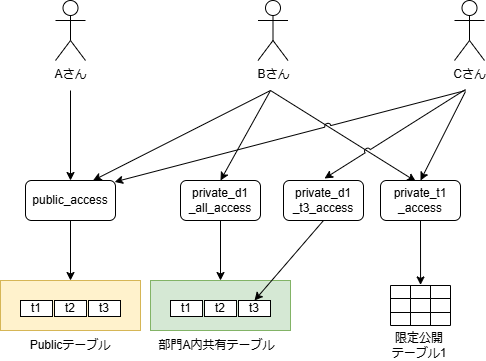 Aさん
Bさん
Cさん
public_access
private_d1
_all_access
private_d1
_t3_access
private_t1
_access
t1 t2 t3
t1 t2 t3
Publicテーブル
部門A内共有テーブル
限定公開
テーブル1